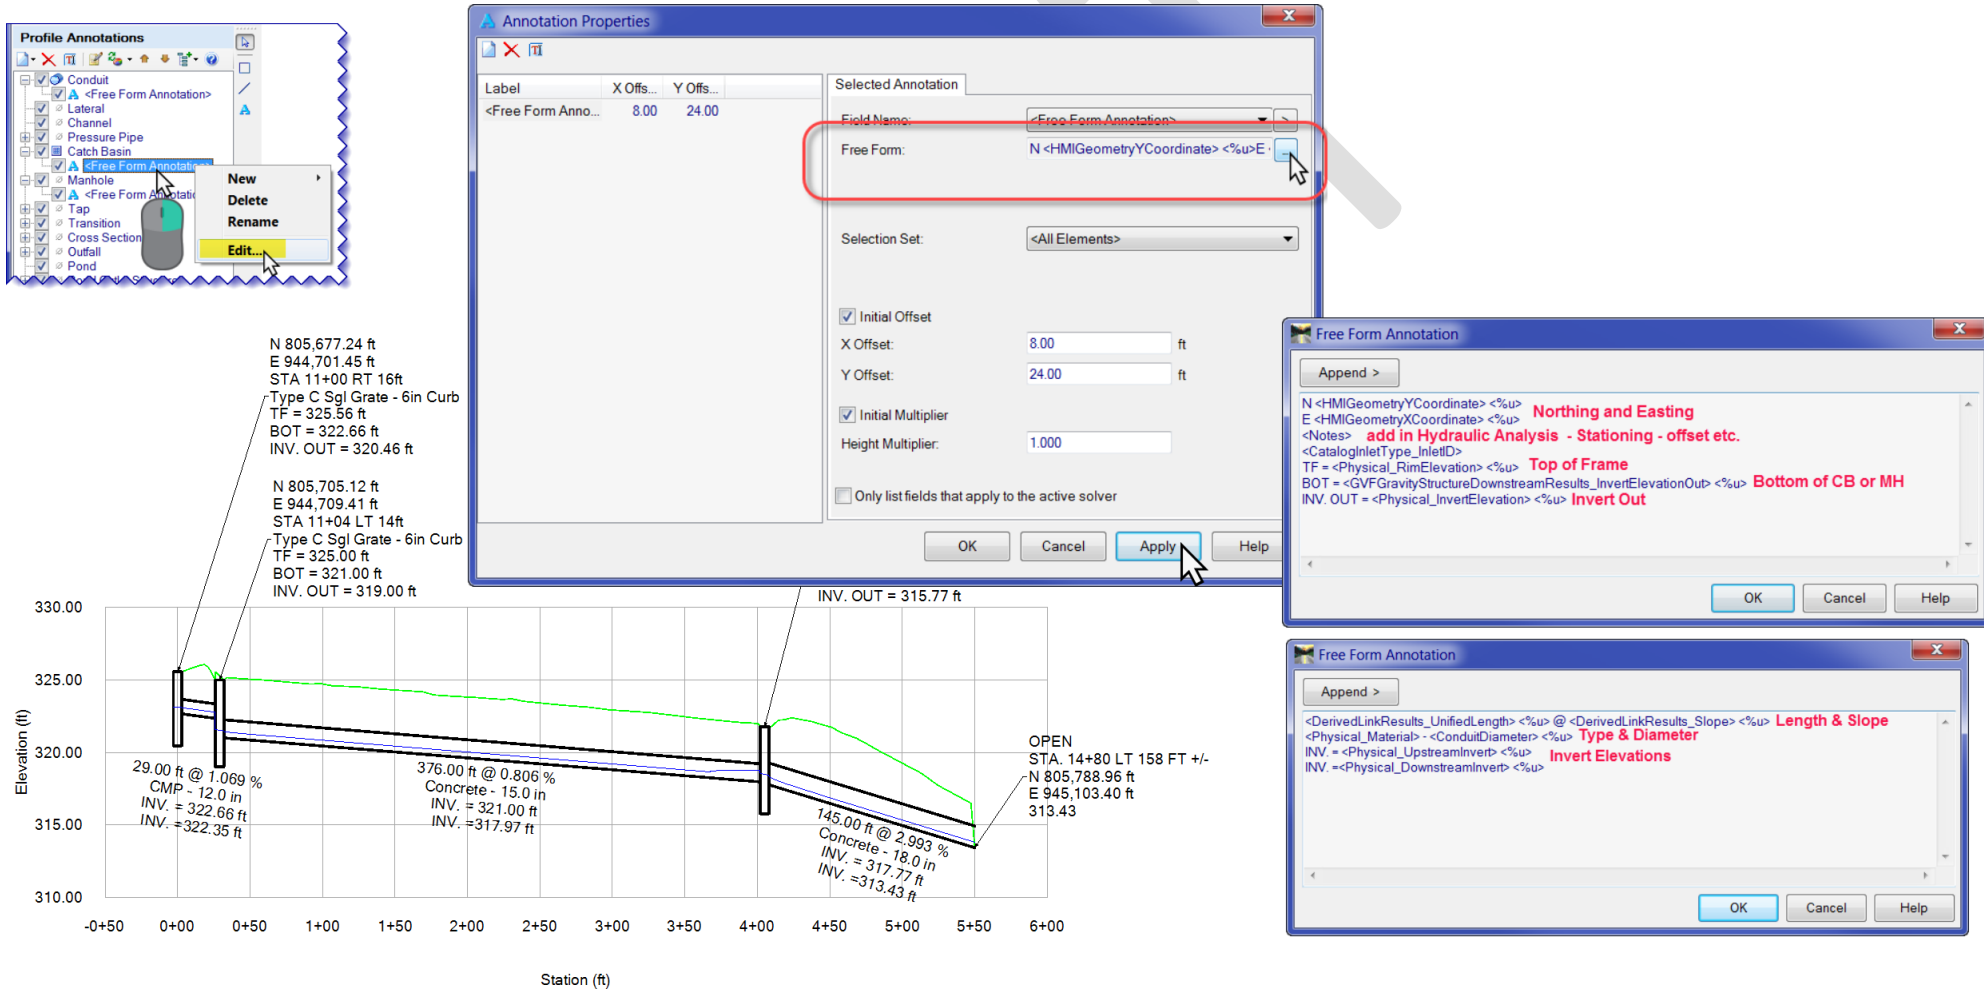 Profile Annotations
Conduit
<Free Form Annotation>
Lateral
Channel
Pressure Pipe
Catch Basin
<Free Form Annotation>
Manhole
<Free Form
Tap
Transition
Cross Section
Outfall
Pond
New
Delete
Rename
Edit...
Annotation Properties
Label X Offs... Y Offs...
<Free Form Anno... 8.00 24.00
Selected Annotation
Field Name: <Free Form Annotation> >
Free Form: N <HMIGeometryYCoordinate> <%u>E
Selection Set: <All Elements>
Initial Offset
X Offset: 8.00 ft
Y Offset: 24.00 ft
Initial Multiplier
Height Multiplier: 1.000
Only list fields that apply to the active solver
OK Cancel Apply Help
Free Form Annotation
Append >
N <HMIGeometryYCoordinate> <%u>
E <HMIGeometryXCoordinate> <%u> Northing and Easting
<Notes> add in Hydraulic Analysis - Stationing - offset etc.
<CatalogInletType_InletID>
TF = <Physical_RimElevation> <%u> Top of Frame
BOT = <GVFGravityStructureDownstreamResults_InvertElevationOut> <%u> Bottom of CB or MH
INV. OUT = <Physical_InvertElevation> <%u> Invert Out
OK Cancel Help
Free Form Annotation
Append >
<DerivedLinkResults_UnifiedLength> <%u> @ <DerivedLinkResults_Slope> <%u> Length & Slope
<Physical_Material> - <ConduitDiameter> <%u> Type & Diameter
INV. = <Physical_UpstreamInvert> <%u> Invert Elevations
INV. =<Physical_DownstreamInvert> <%u>
OK Cancel Help
N 805,677.24 ft
E 944,701.45 ft
STA 11+00 RT 16ft
Type C Sgl Grate - 6in Curb
TF = 325.56 ft
BOT = 322.66 ft
INV. OUT = 320.46 ft
N 805,705.12 ft
E 944,709.41 ft
STA 11+04 LT 14ft
Type C Sgl Grate - 6in Curb
TF = 325.00 ft
BOT = 321.00 ft
INV. OUT = 319.00 ft
INV. OUT = 315.77 ft
OPEN
STA. 14+80 LT 158 FT +/-
N 805,788.96 ft
E 945,103.40 ft
313.43
29.00 ft @ 1.069 %
CMP - 12.0 in
INV. = 322.66 ft
INV. =322.35 ft
376.00 ft @ 0.806 %
Concrete - 15.0 in
INV. = 321.00 ft
INV. =317.97 ft
145.00 ft @ 2.993 %
Concrete - 18.0 in
INV. = 317.77 ft
INV. =313.43 ft
Elevation (ft)
330.00
325.00
320.00
315.00
310.00
-0+50 0+00 0+50 1+00 1+50 2+00 2+50 3+00 3+50 4+00 4+50 5+00 5+50 6+00
Station (ft)